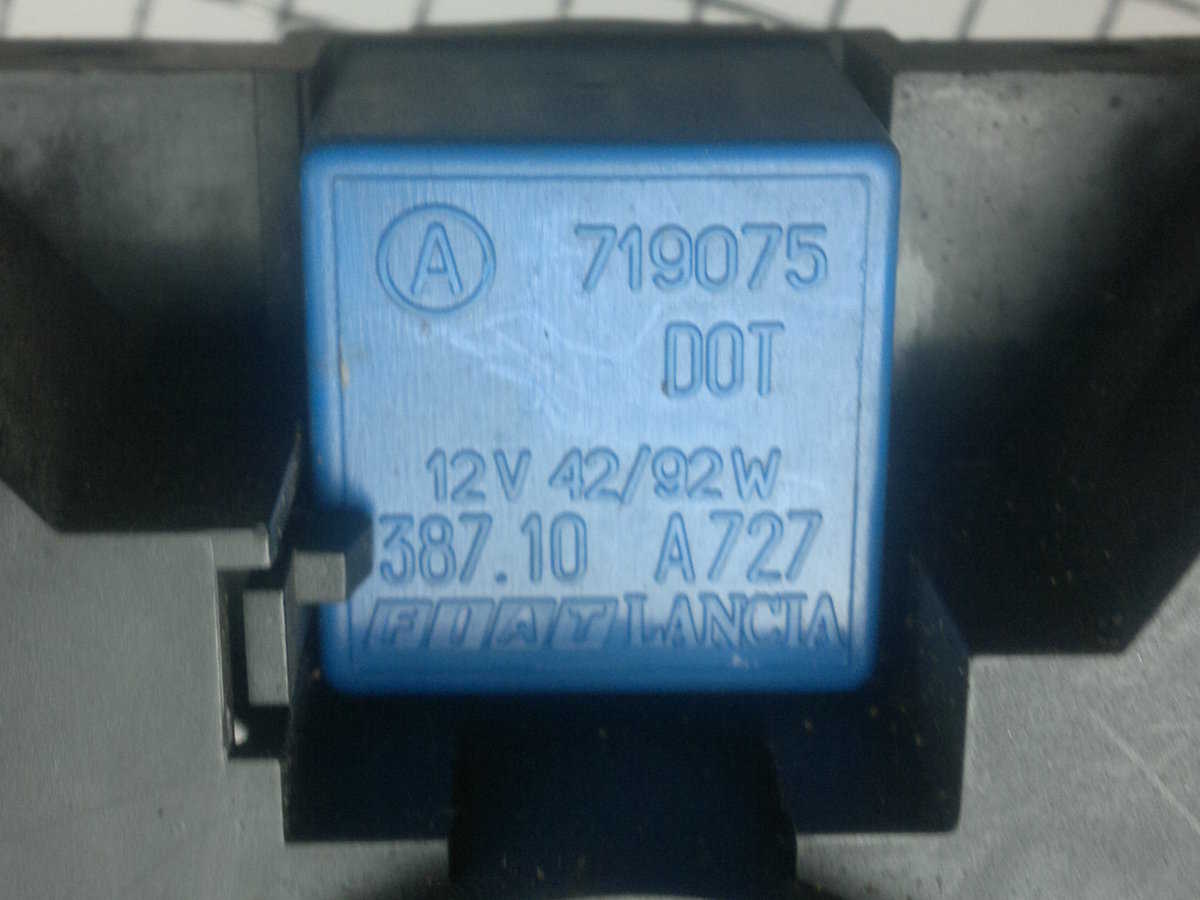 A 719075
DOT
12V 42/92W
387.10 A727
FIAT LANCIA